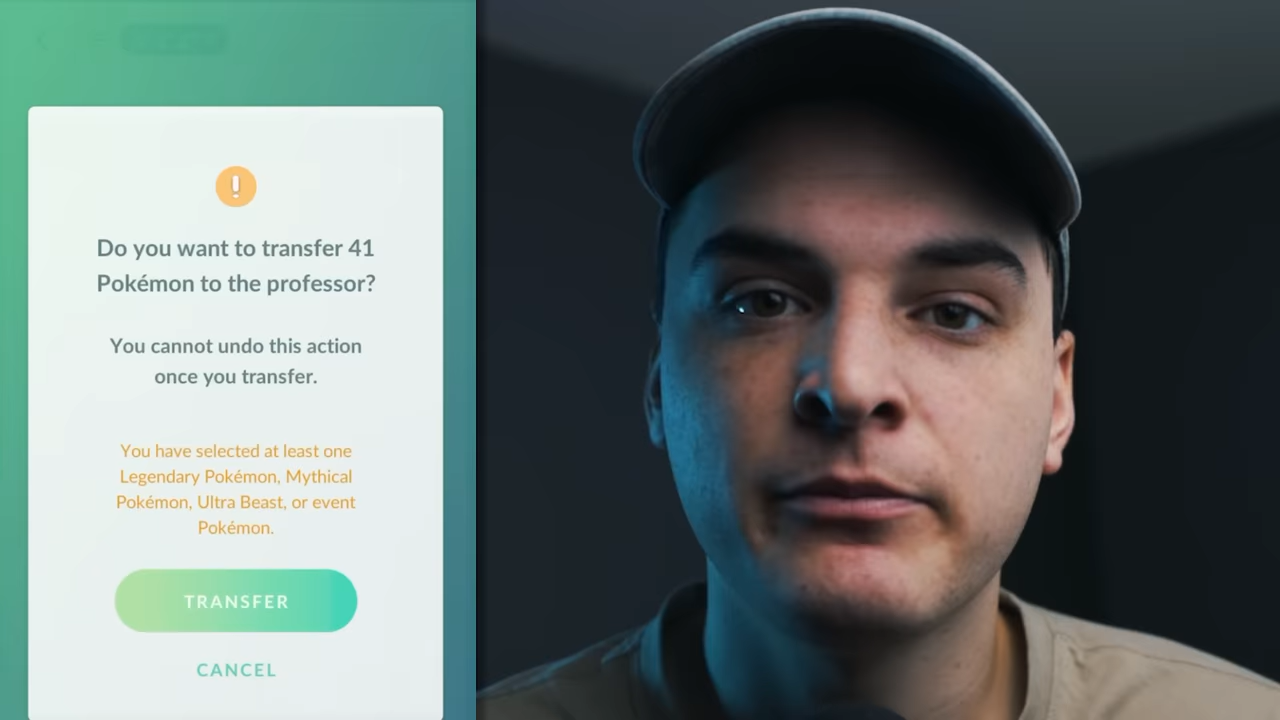 Do you want to transfer 41
Pokémon to the professor?
You cannot undo this action
once you transfer.
You have selected at least one
Legendary Pokémon, Mythical
Pokémon, Ultra Beast, or event
Pokémon.
TRANSFER
CANCEL